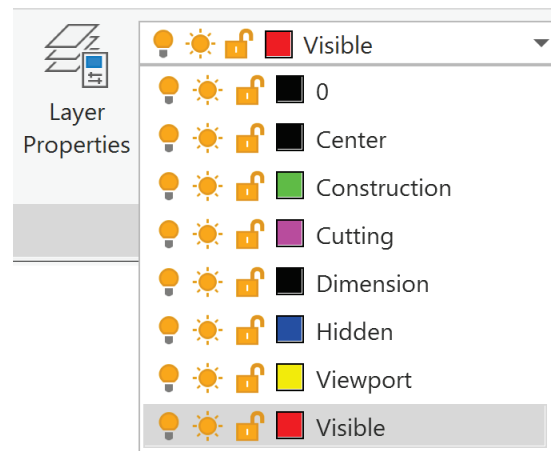 Layer
Properties
Visible
0
Center
Construction
Cutting
Dimension
Hidden
Viewport
Visible